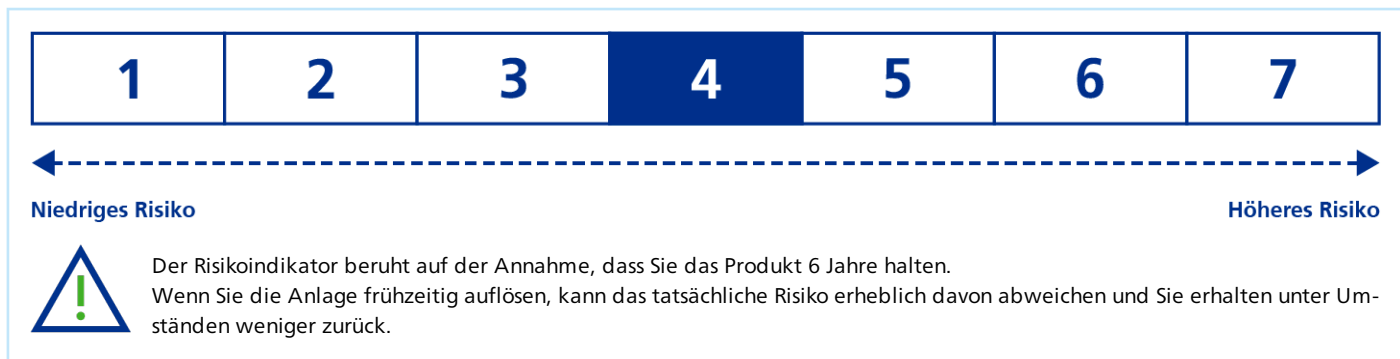 1 2 3 4 5 6 7
Niedriges Risiko Höheres Risiko
Der Risikoindikator beruht auf der Annahme, dass Sie das Produkt 6 Jahre halten.
Wenn Sie die Anlage frühzeitig auflösen, kann das tatsächliche Risiko erheblich davon abweichen und Sie erhalten unter Um-
ständen weniger zurück.